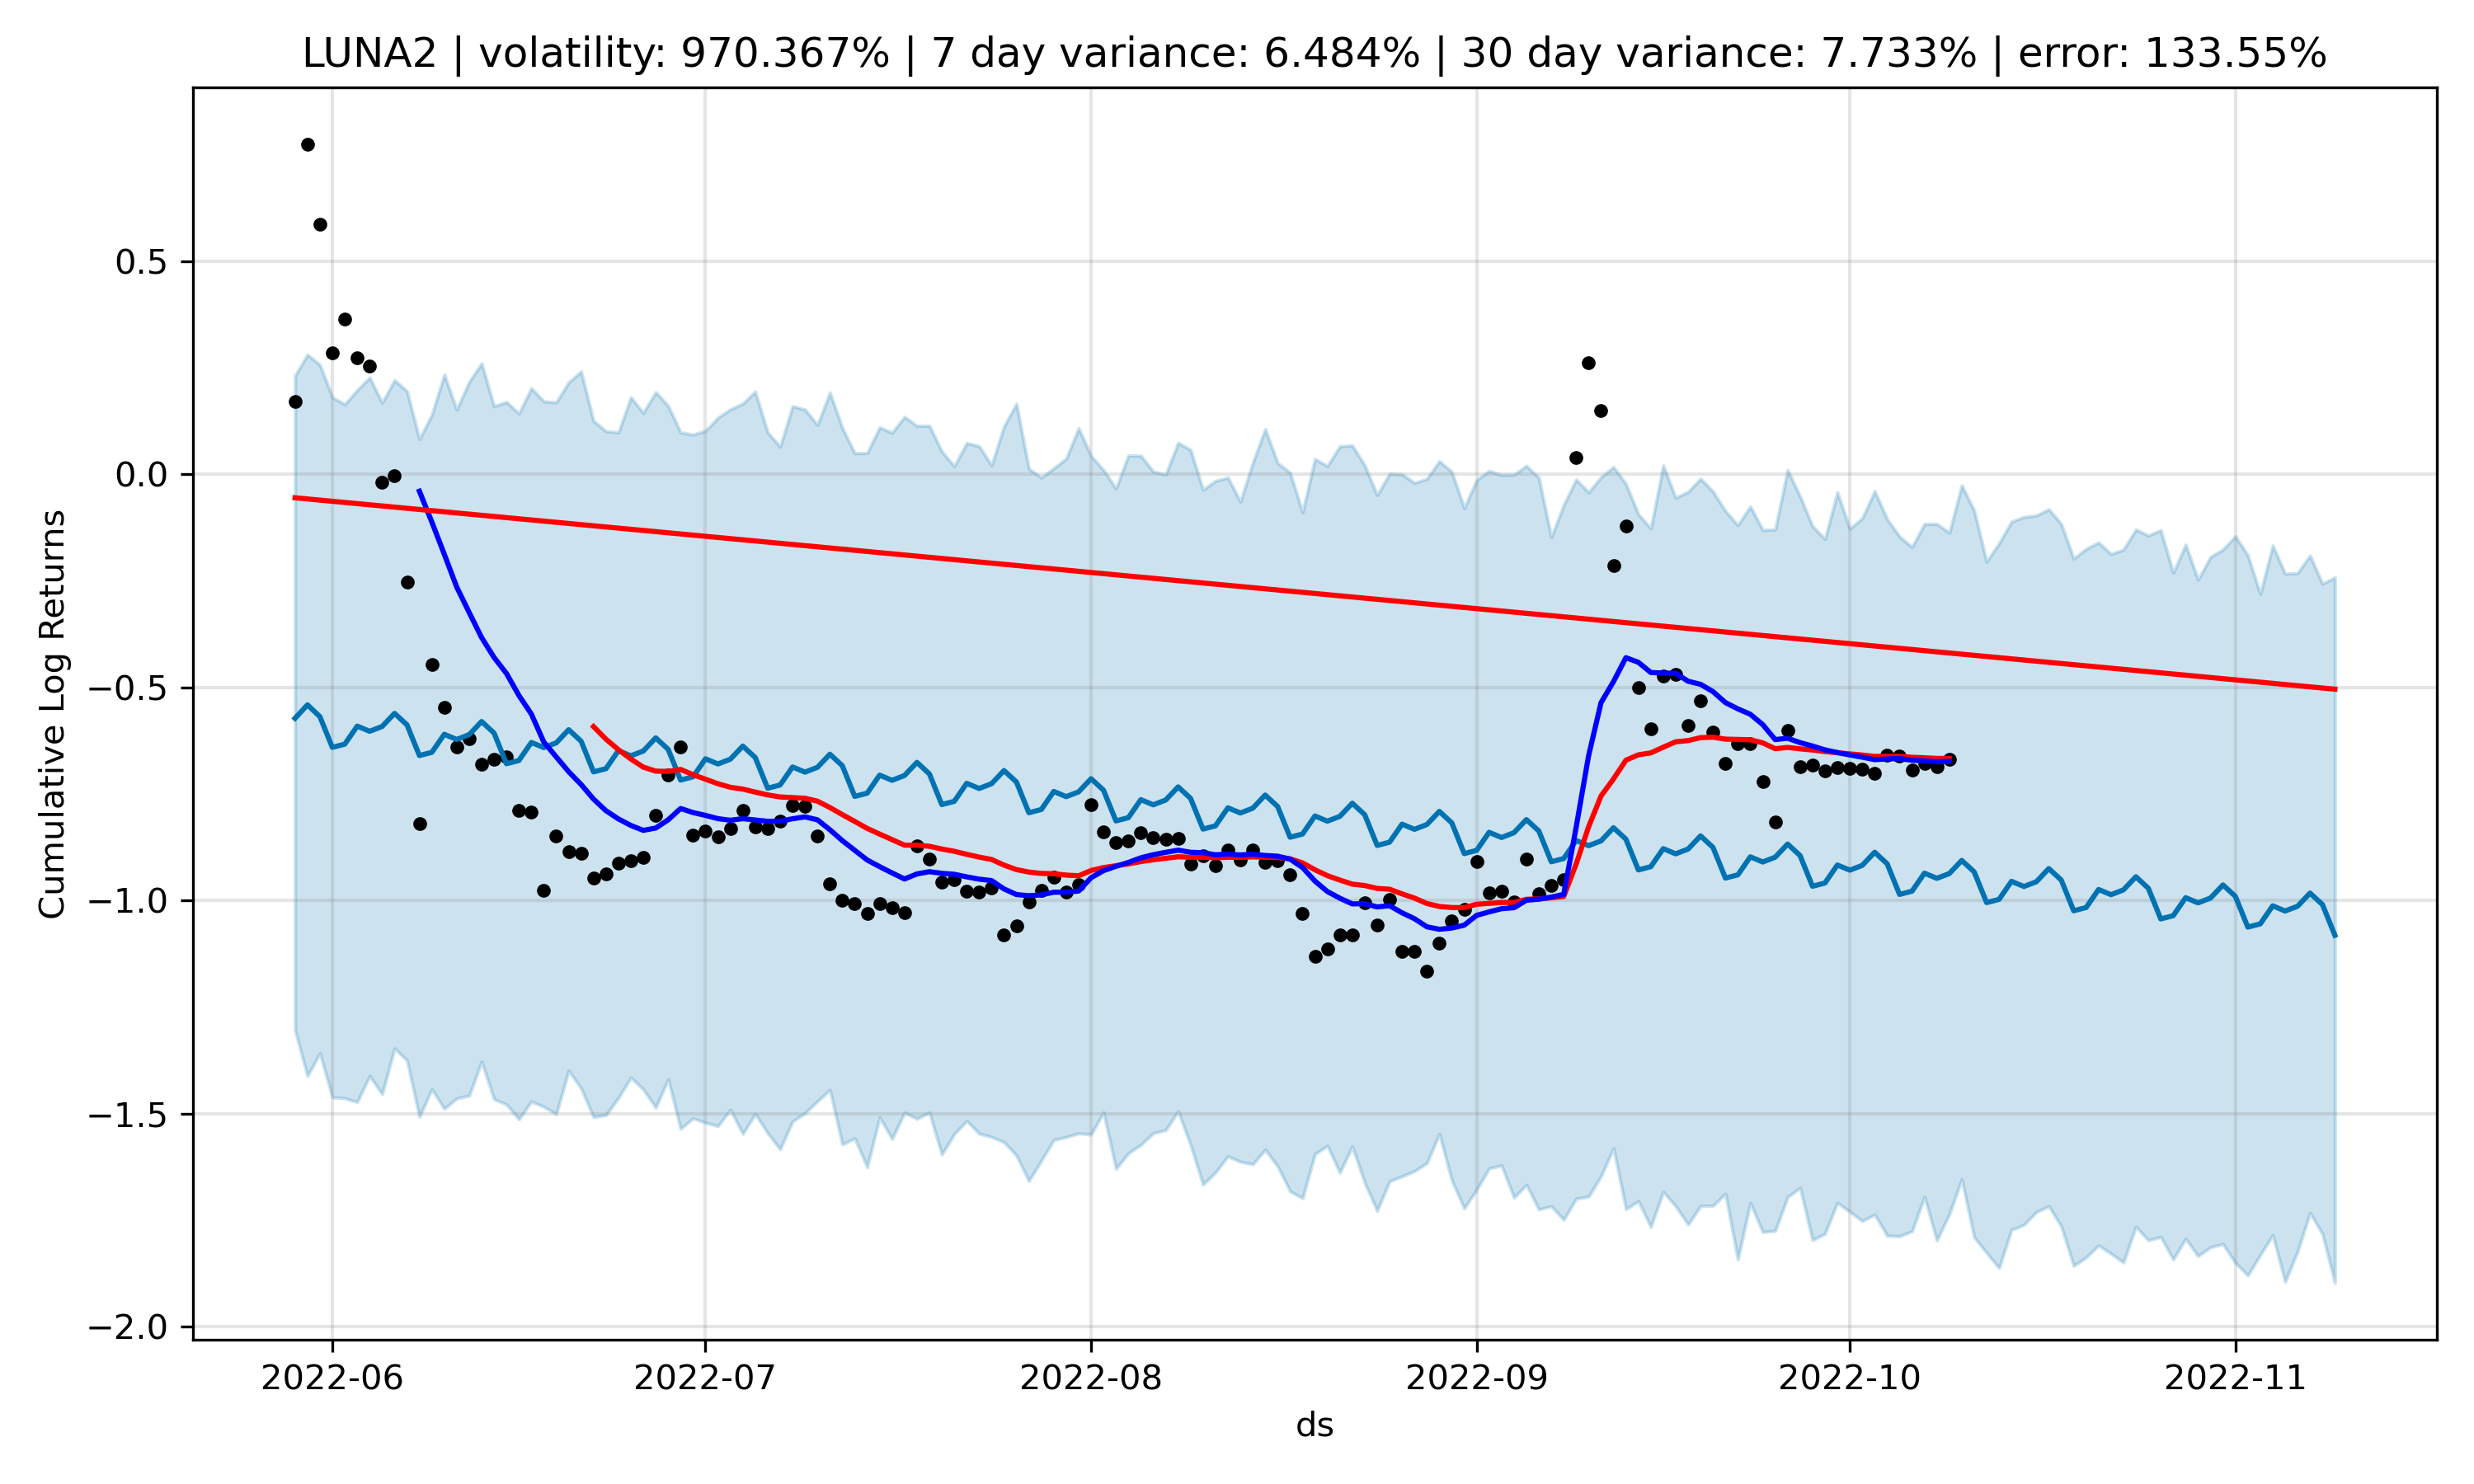 LUNA2 | volatility: 970.367% | 7 day variance: 6.484% | 30 day variance: 7.733% | error: 133.55%
Cumulative Log Returns
0.5
0.0
−0.5
−1.0
−1.5
−2.0
2022-06 2022-07 2022-08 2022-09 2022-10 2022-11
ds